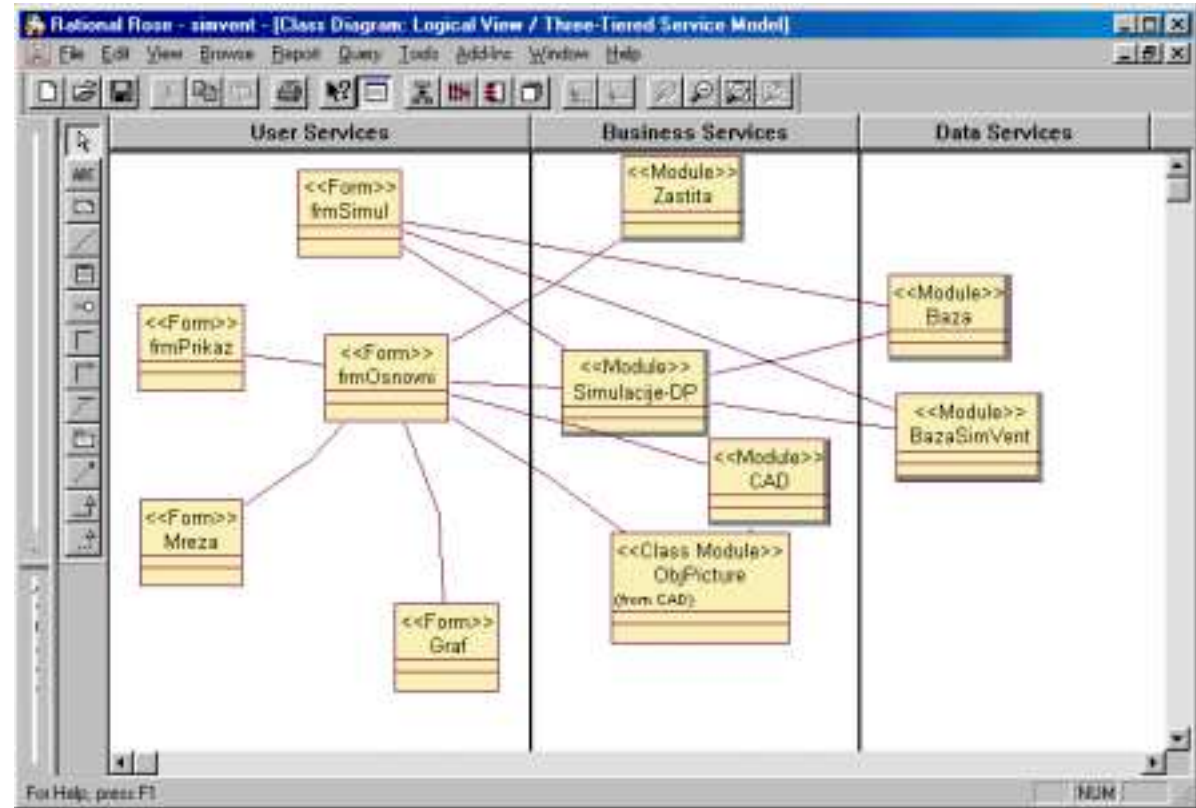 Rational Rose - simvent - [Class Diagram: Logical View / Three-Tiered Service Model]
File Edit View Browse Report Query Tools Add-Ins Window Help
User Services Business Services Data Services
ABC
<<Form>>
frmSimul
<<Module>>
Zastita
<<Module>>
Baza
<<Form>>
frmPrikaz
<<Form>>
frmOsnovni
<<Module>>
Simulacije-DP
<<Module>>
BazaSimVent
<<Module>>
CAD
<<Form>>
Mreza
<<Class Module>>
ObjPicture
(from CAD)
<<Form>>
Graf
For Help, press F1
NUM